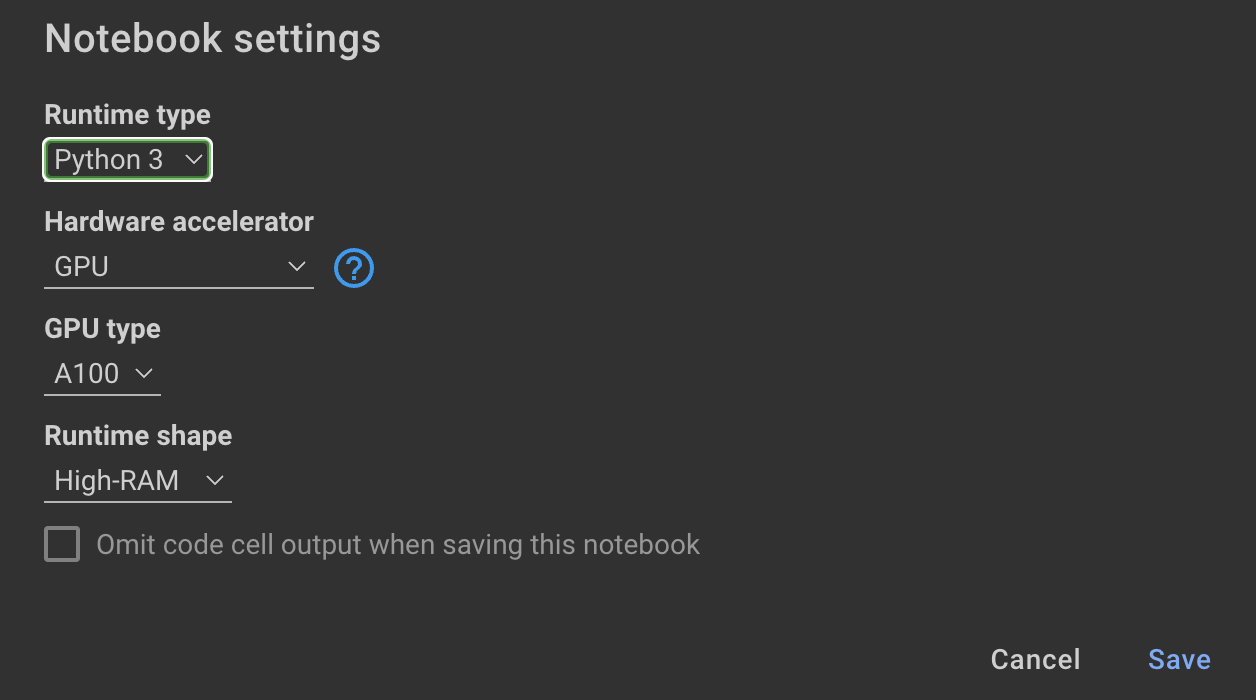 Notebook settings
Runtime type
Python 3
Hardware accelerator
GPU
?
GPU type
A100
Runtime shape
High-RAM
Omit code cell output when saving this notebook
Cancel Save